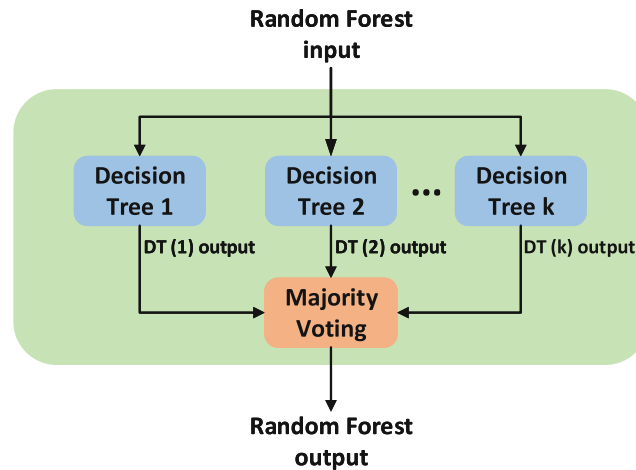 Random Forest
input
Decision
Tree 1
Decision
Tree 2
...
Decision
Tree k
DT (1) output
DT (2) output
DT (k) output
Majority
Voting
Random Forest
output